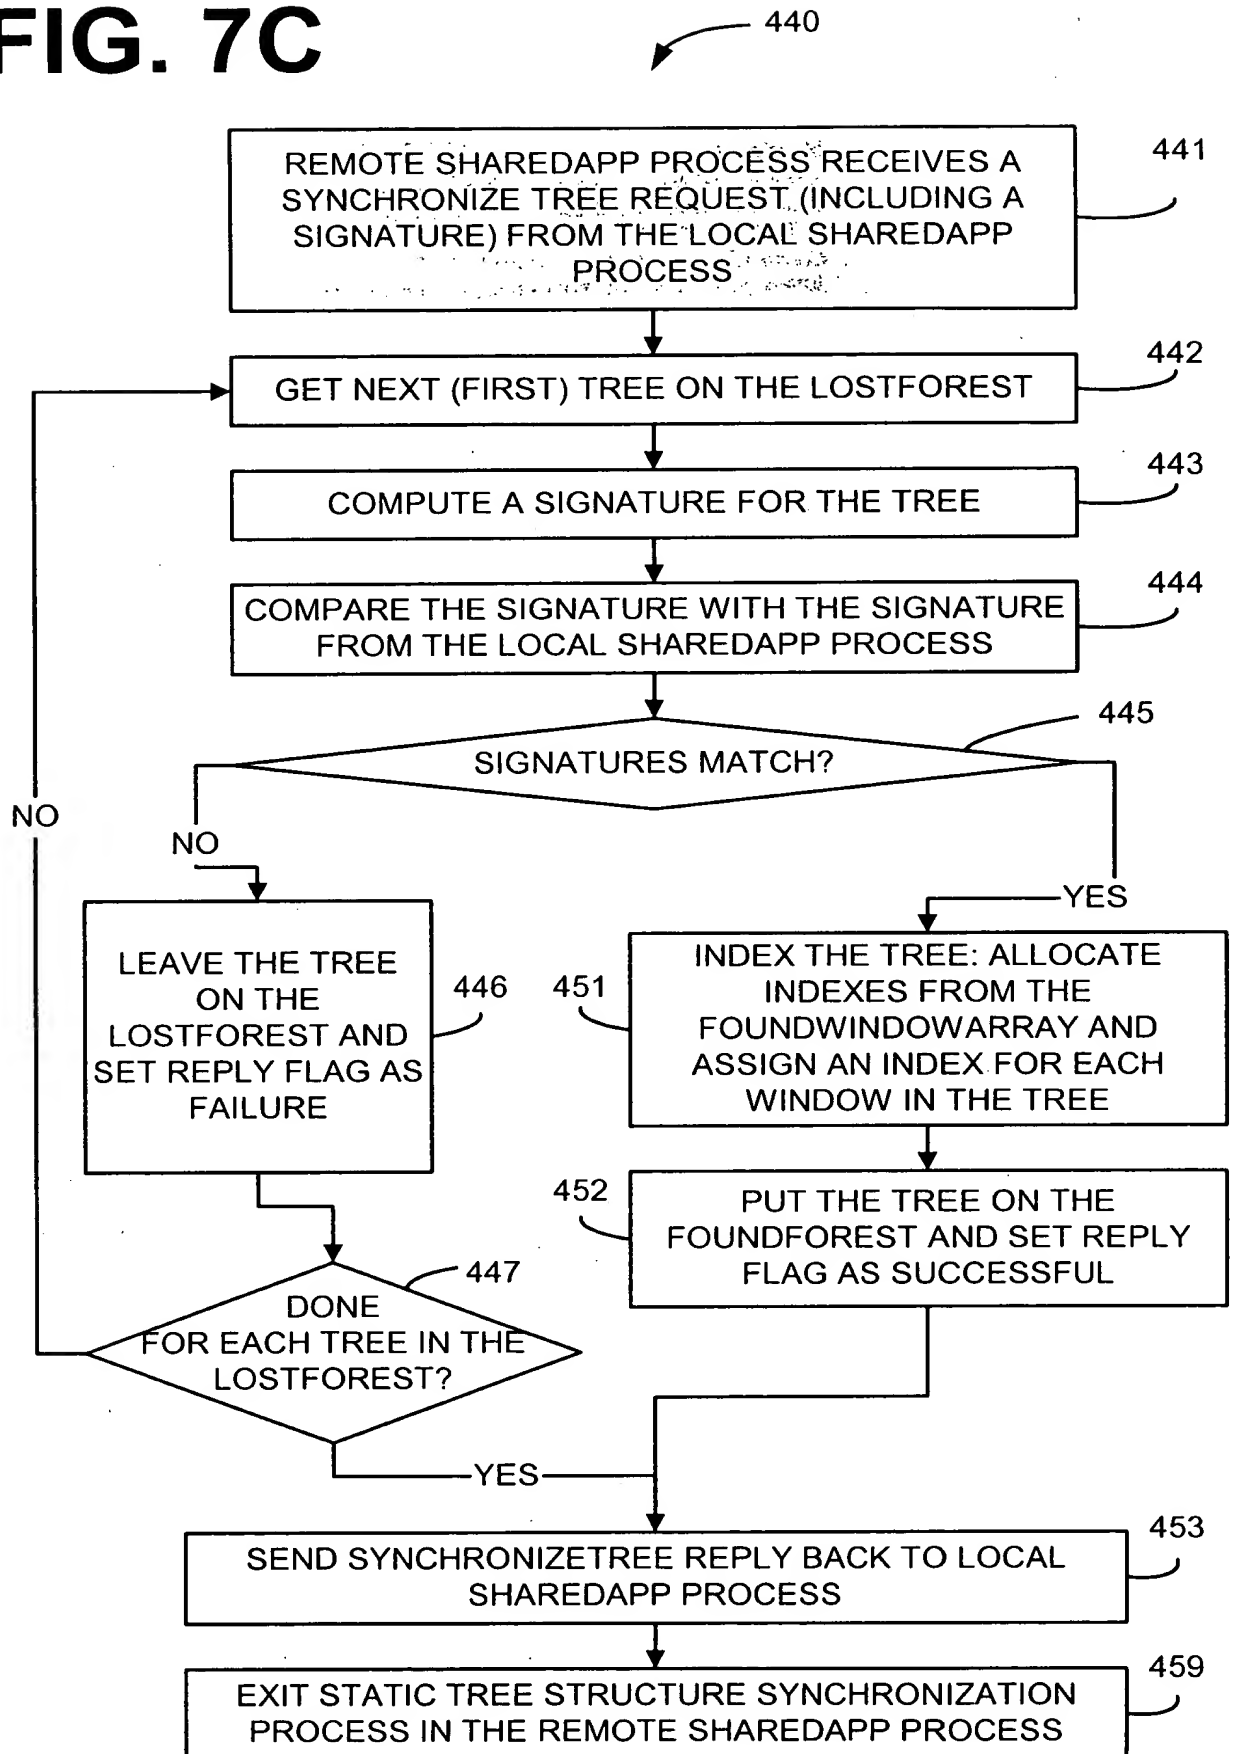 FIG. 7C
440
REMOTE SHAREDAPP PROCESS RECEIVES A
SYNCHRONIZE TREE REQUEST (INCLUDING A
SIGNATURE) FROM THE LOCAL SHAREDAPP
PROCESS
441
GET NEXT (FIRST) TREE ON THE LOSTFOREST
442
COMPUTE A SIGNATURE FOR THE TREE
443
COMPARE THE SIGNATURE WITH THE SIGNATURE
FROM THE LOCAL SHAREDAPP PROCESS
444
SIGNATURES MATCH?
445
NO
NO
YES
LEAVE THE TREE
ON THE
LOSTFOREST AND
SET REPLY FLAG AS
FAILURE
446
451
INDEX THE TREE: ALLOCATE
INDEXES FROM THE
FOUNDWINDOWARRAY AND
ASSIGN AN INDEX FOR EACH
WINDOW IN THE TREE
452
PUT THE TREE ON THE
FOUNDFOREST AND SET REPLY
FLAG AS SUCCESSFUL
447
DONE
FOR EACH TREE IN THE
LOSTFOREST?
YES
SEND SYNCHRONIZETREE REPLY BACK TO LOCAL
SHAREDAPP PROCESS
453
EXIT STATIC TREE STRUCTURE SYNCHRONIZATION
PROCESS IN THE REMOTE SHAREDAPP PROCESS
459